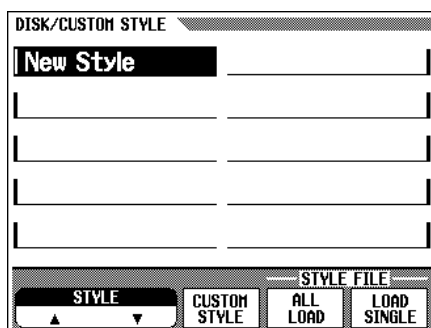 DISK/CUSTOM STYLE
New Style
STYLE FILE
STYLE
▲ ▼
CUSTOM STYLE
ALL LOAD
LOAD SINGLE